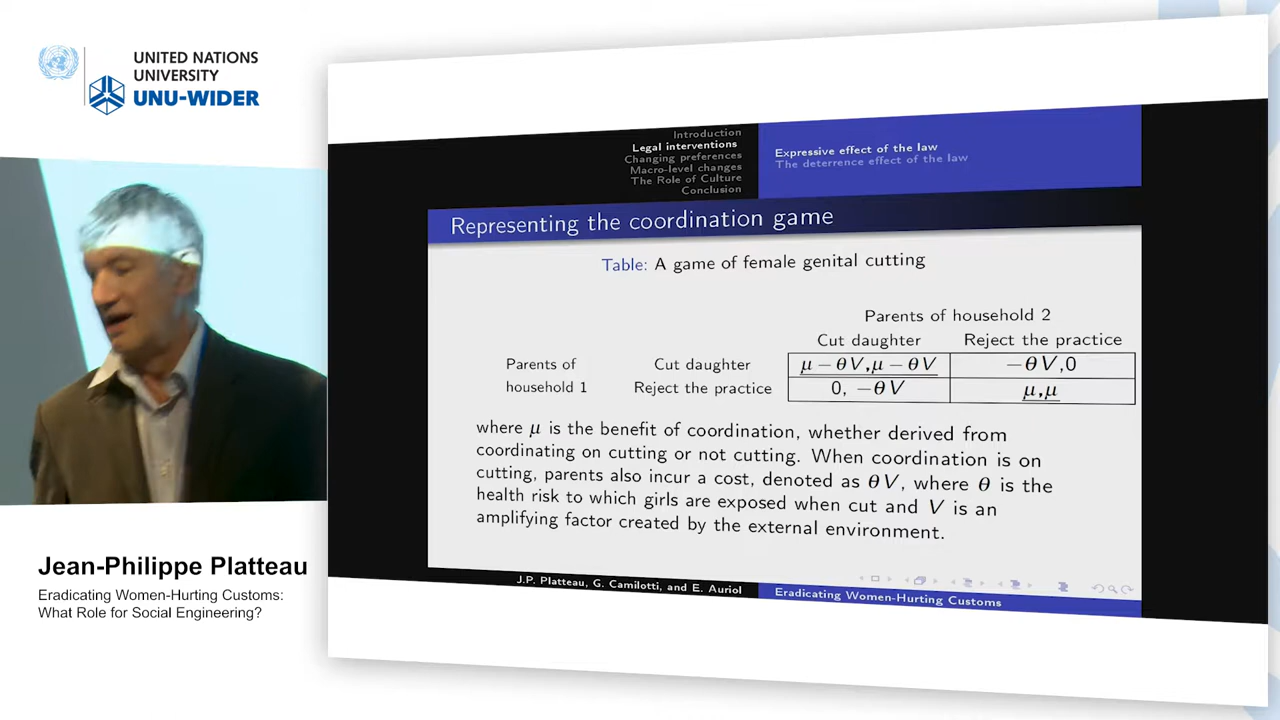 UNITED NATIONS
UNIVERSITY
UNU-WIDER
Introduction
Legal interventions
Changing preferences
Macro-level changes
The Role of Culture
Conclusion
Expressive effect of the law
The deterrence effect of the law
Representing the coordination game
Table: A game of female genital cutting
Parents of household 2
Cut daughter Reject the practice
Parents of Cut daughter μ − θV,μ − θV −θV,0
household 1 Reject the practice 0, −θV μ,μ
where μ is the benefit of coordination, whether derived from
coordinating on cutting or not cutting. When coordination is on
cutting, parents also incur a cost, denoted as θV, where θ is the
health risk to which girls are exposed when cut and V is an
amplifying factor created by the external environment.
J.P. Platteau, G. Camilotti, and E. Auriol
Eradicating Women-Hurting Customs
Jean-Philippe Platteau
Eradicating Women-Hurting Customs:
What Role for Social Engineering?